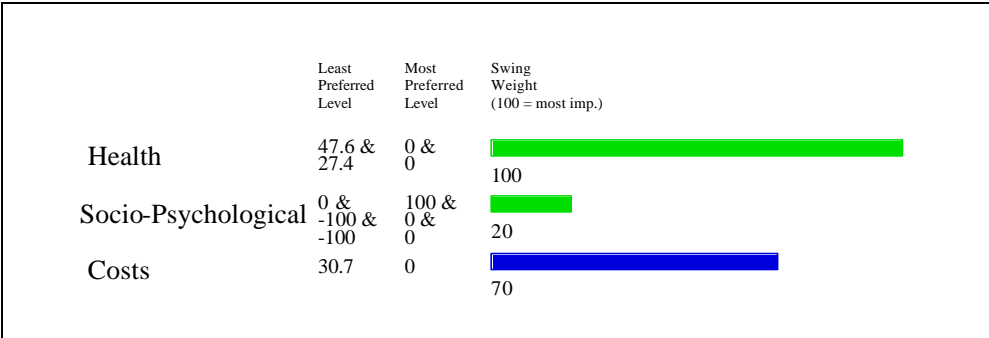 Least Most Swing
Preferred Preferred Weight
Level Level (100 = most imp.)
Health
47.6 & 0 &
27.4 0
100
Socio-Psychological
0 & 100 &
-100 & 0 &
-100 0
20
Costs 30.7 0
70